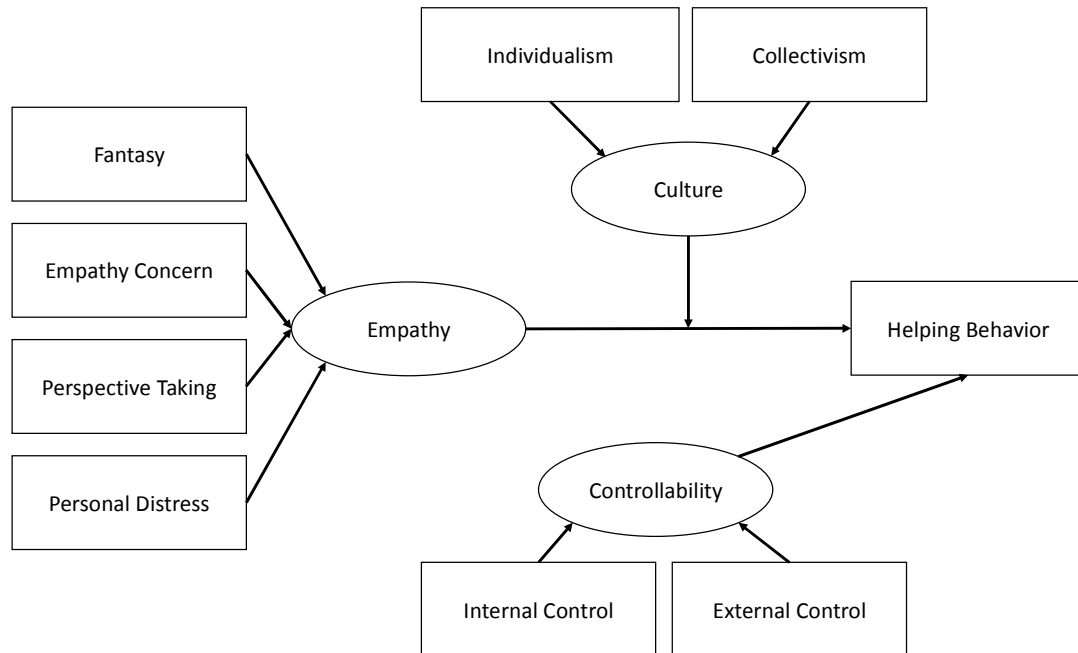 Individualism
Collectivism
Fantasy
Culture
Empathy Concern
Empathy
Helping Behavior
Perspective Taking
Personal Distress
Controllability
Internal Control
External Control